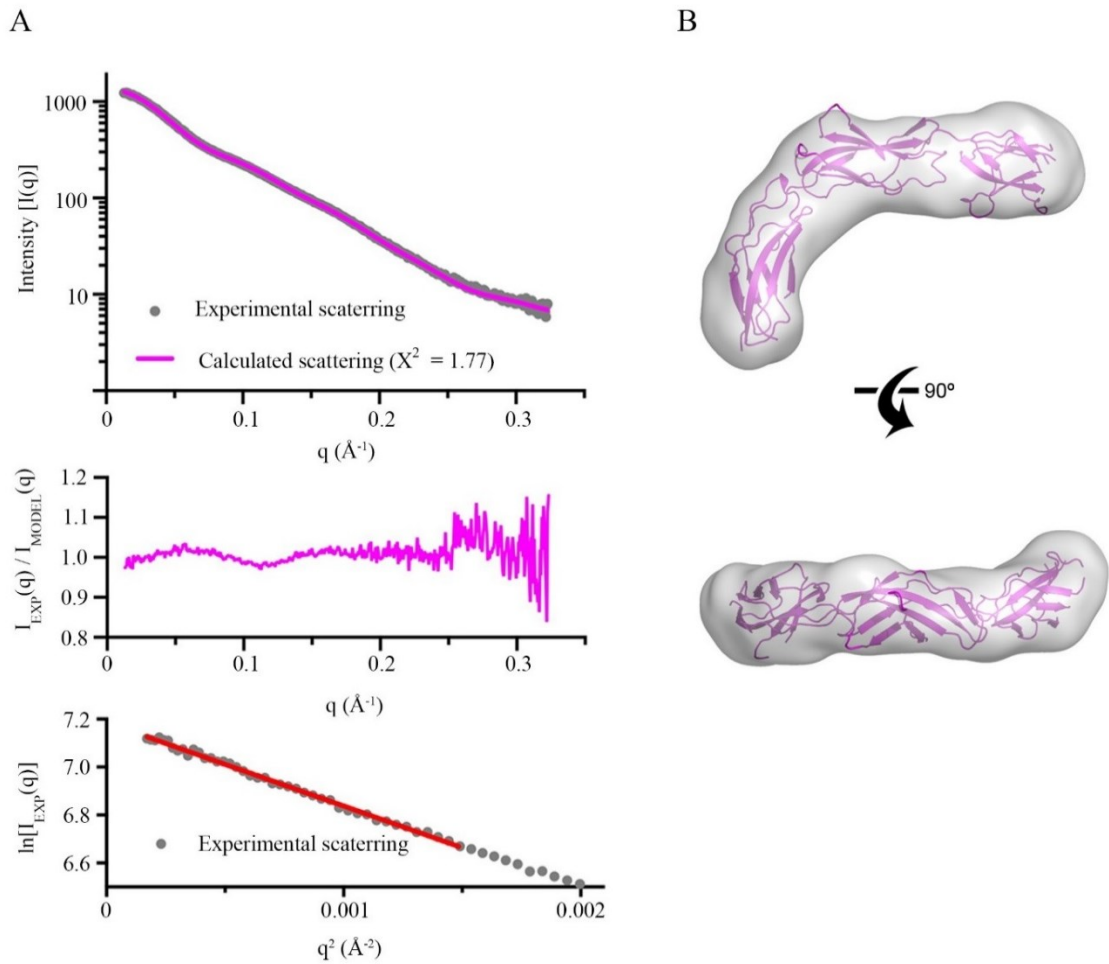 A
B
1000
100
10
Intensity [I(q)]
Experimental scaterring
Calculated scattering (X² = 1.77)
0
0.1
0.2
0.3
q (Å⁻¹)
90º
1.2
1.1
1.0
0.9
0.8
I_EXP(q) / I_MODEL(q)
0
0.1
0.2
0.3
q (Å⁻¹)
7.2
7.0
6.8
6.6
ln[I_EXP(q)]
Experimental scaterring
0
0.001
0.002
q² (Å⁻²)